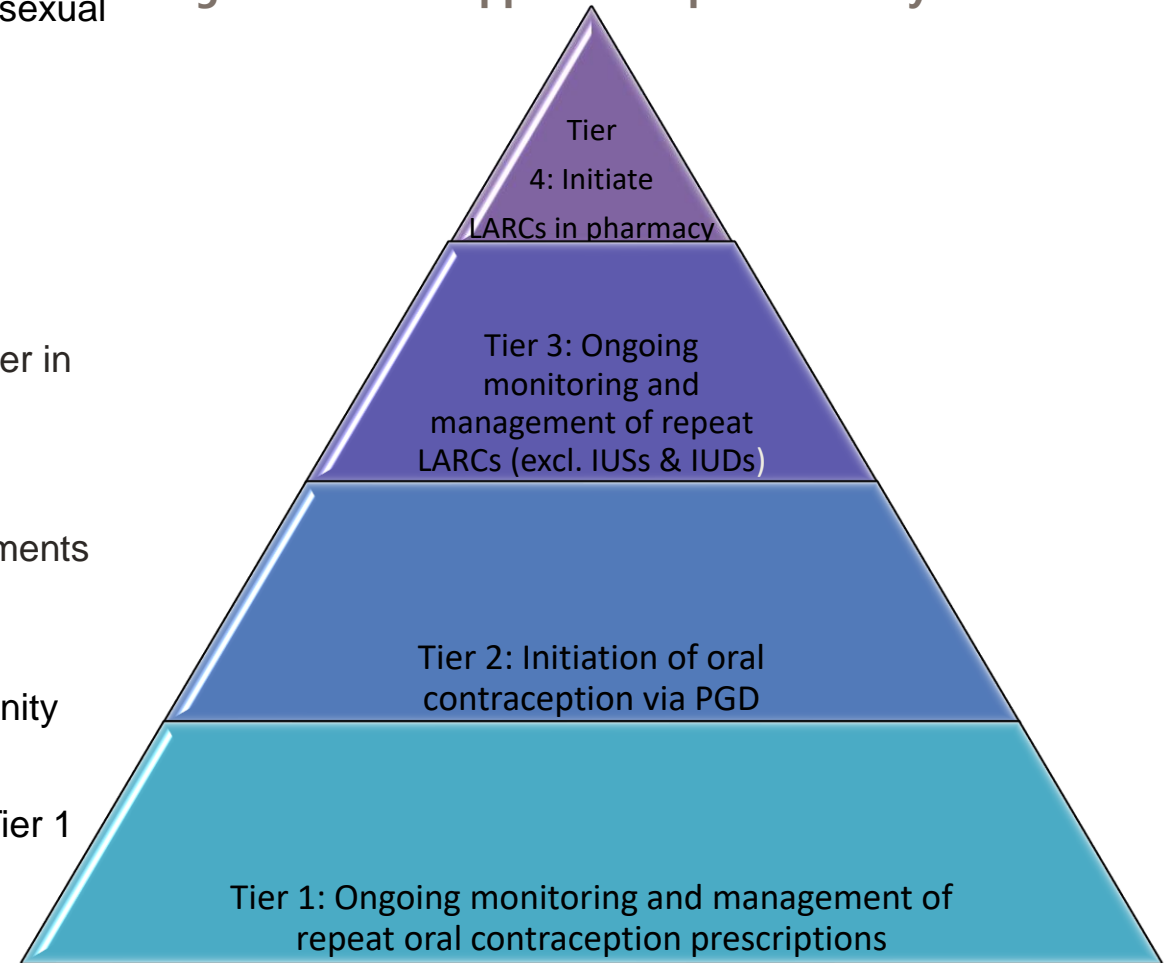 sexual
Tier
4: Initiate
LARCs in pharmacy
er in
Tier 3: Ongoing
monitoring and
management of repeat
LARCs (excl. IUSs & IUDs)
ments
Tier 2: Initiation of oral
contraception via PGD
nity
Tier 1
Tier 1: Ongoing monitoring and management of
repeat oral contraception prescriptions